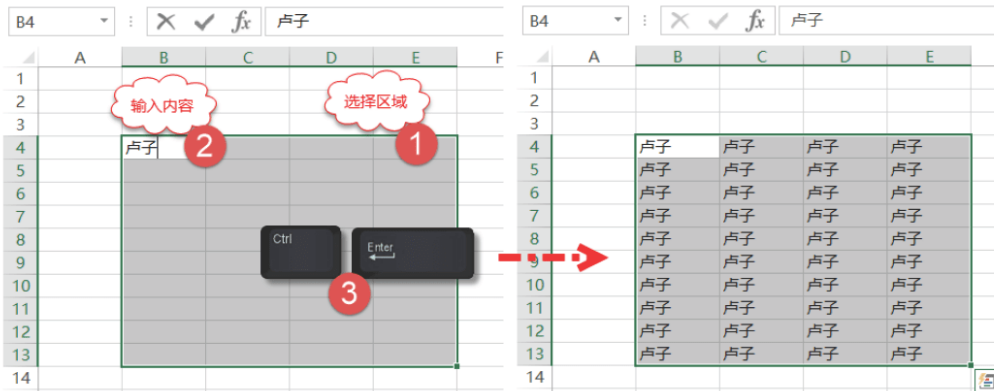 B4 fx 卢子 B4 fx 卢子
A B C D E F A B C D E
1 1
2 输入内容 选择区域 2
3 3
4 卢子 2 1 4 卢子 卢子 卢子 卢子
5 5 卢子 卢子 卢子 卢子
6 6 卢子 卢子 卢子 卢子
7 7 卢子 卢子 卢子 卢子
8 Ctrl Enter 8 卢子 卢子 卢子 卢子
9 9 卢子 卢子 卢子 卢子
10 3 10 卢子 卢子 卢子 卢子
11 11 卢子 卢子 卢子 卢子
12 12 卢子 卢子 卢子 卢子
13 13 卢子 卢子 卢子 卢子
14 14